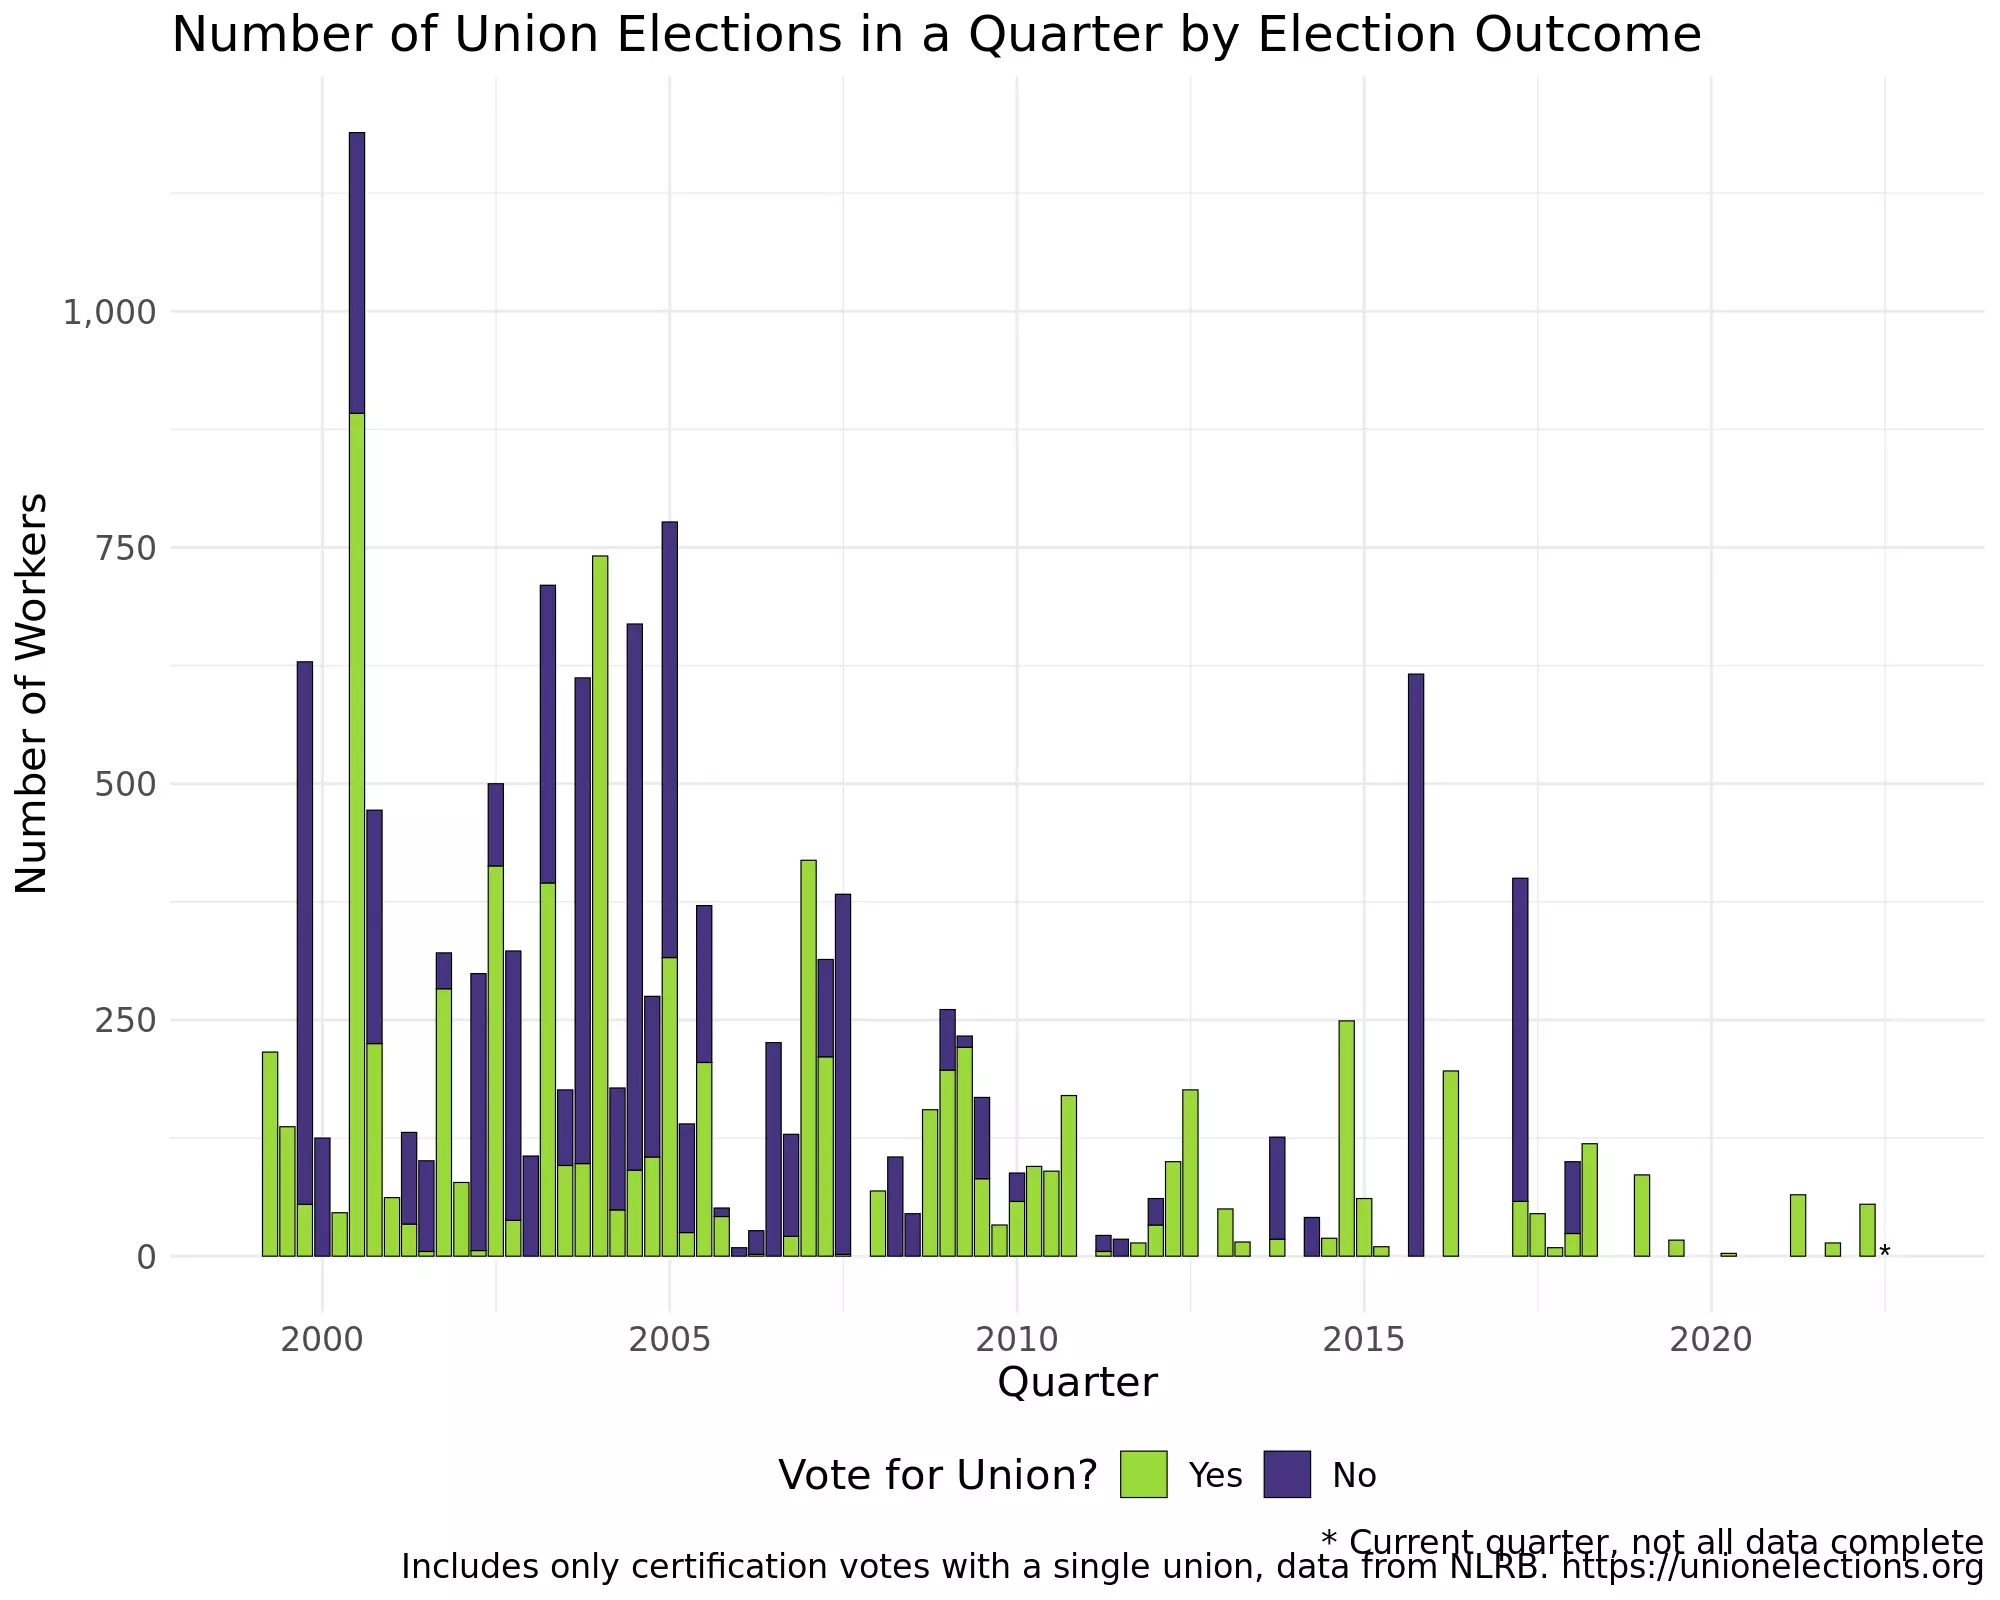 Number of Union Elections in a Quarter by Election Outcome
Number of Workers
1,000
750
500
250
0
*
2000 2005 2010 2015 2020
Quarter
Vote for Union? Yes No
* Current quarter, not all data complete
Includes only certification votes with a single union, data from NLRB. https://unionelections.org